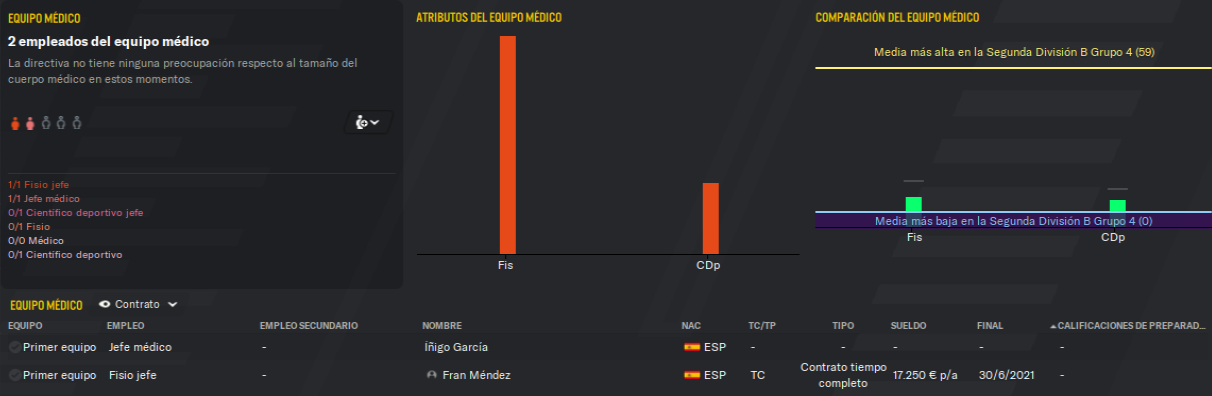 EQUIPO MÉDICO
2 empleados del equipo médico
La directiva no tiene ninguna preocupación respecto al tamaño del
cuerpo médico en estos momentos.
1/1 Fisio jefe
1/1 Jefe médico
0/1 Científico deportivo jefe
0/1 Fisio
0/0 Médico
0/1 Científico deportivo
ATRIBUTOS DEL EQUIPO MÉDICO
Fis CDp
COMPARACIÓN DEL EQUIPO MÉDICO
Media más alta en la Segunda División B Grupo 4 (59)
Media más baja en la Segunda División B Grupo 4 (0)
Fis CDp
EQUIPO MÉDICO Contrato
EQUIPO EMPLEO EMPLEO SECUNDARIO NOMBRE NAC TC/TP TIPO SUELDO FINAL CALIFICACIONES DE PREPARAD...
Primer equipo Jefe médico - Íñigo García ESP - - - - -
Primer equipo Fisio jefe - Fran Méndez ESP TC Contrato tiempo completo 17.250 € p/a 30/6/2021 -